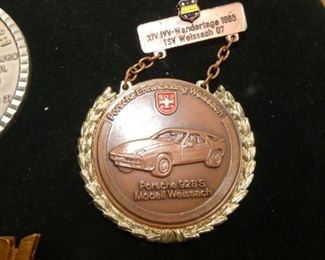 XIV. IVV-Wandertage 1985
TSV Weissach 07
Porsche Entwicklung Weissach
Porsche 928 S
Modell Weissach